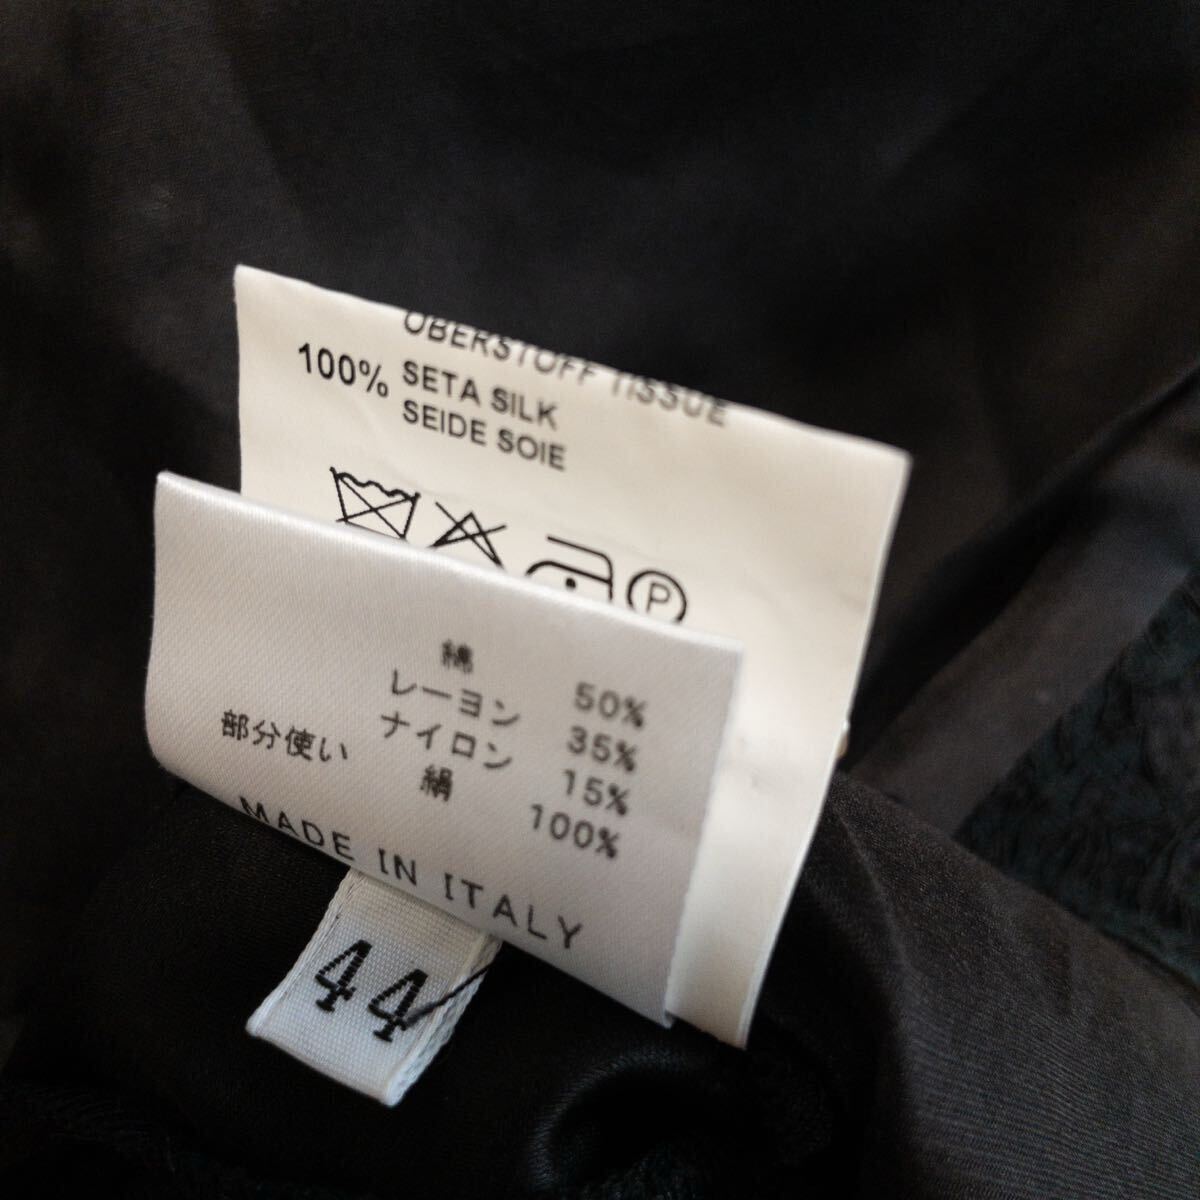 OBERSTOFF TISSUE
100% SETA SILK
SEIDE SOIE
P
綿 50%
レーヨン 35%
ナイロン 15%
部分使い 絹 100%
MADE IN ITALY
44